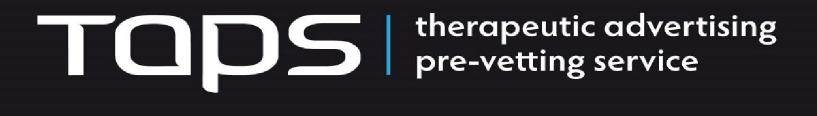 TAPS
therapeutic advertising
pre-vetting service